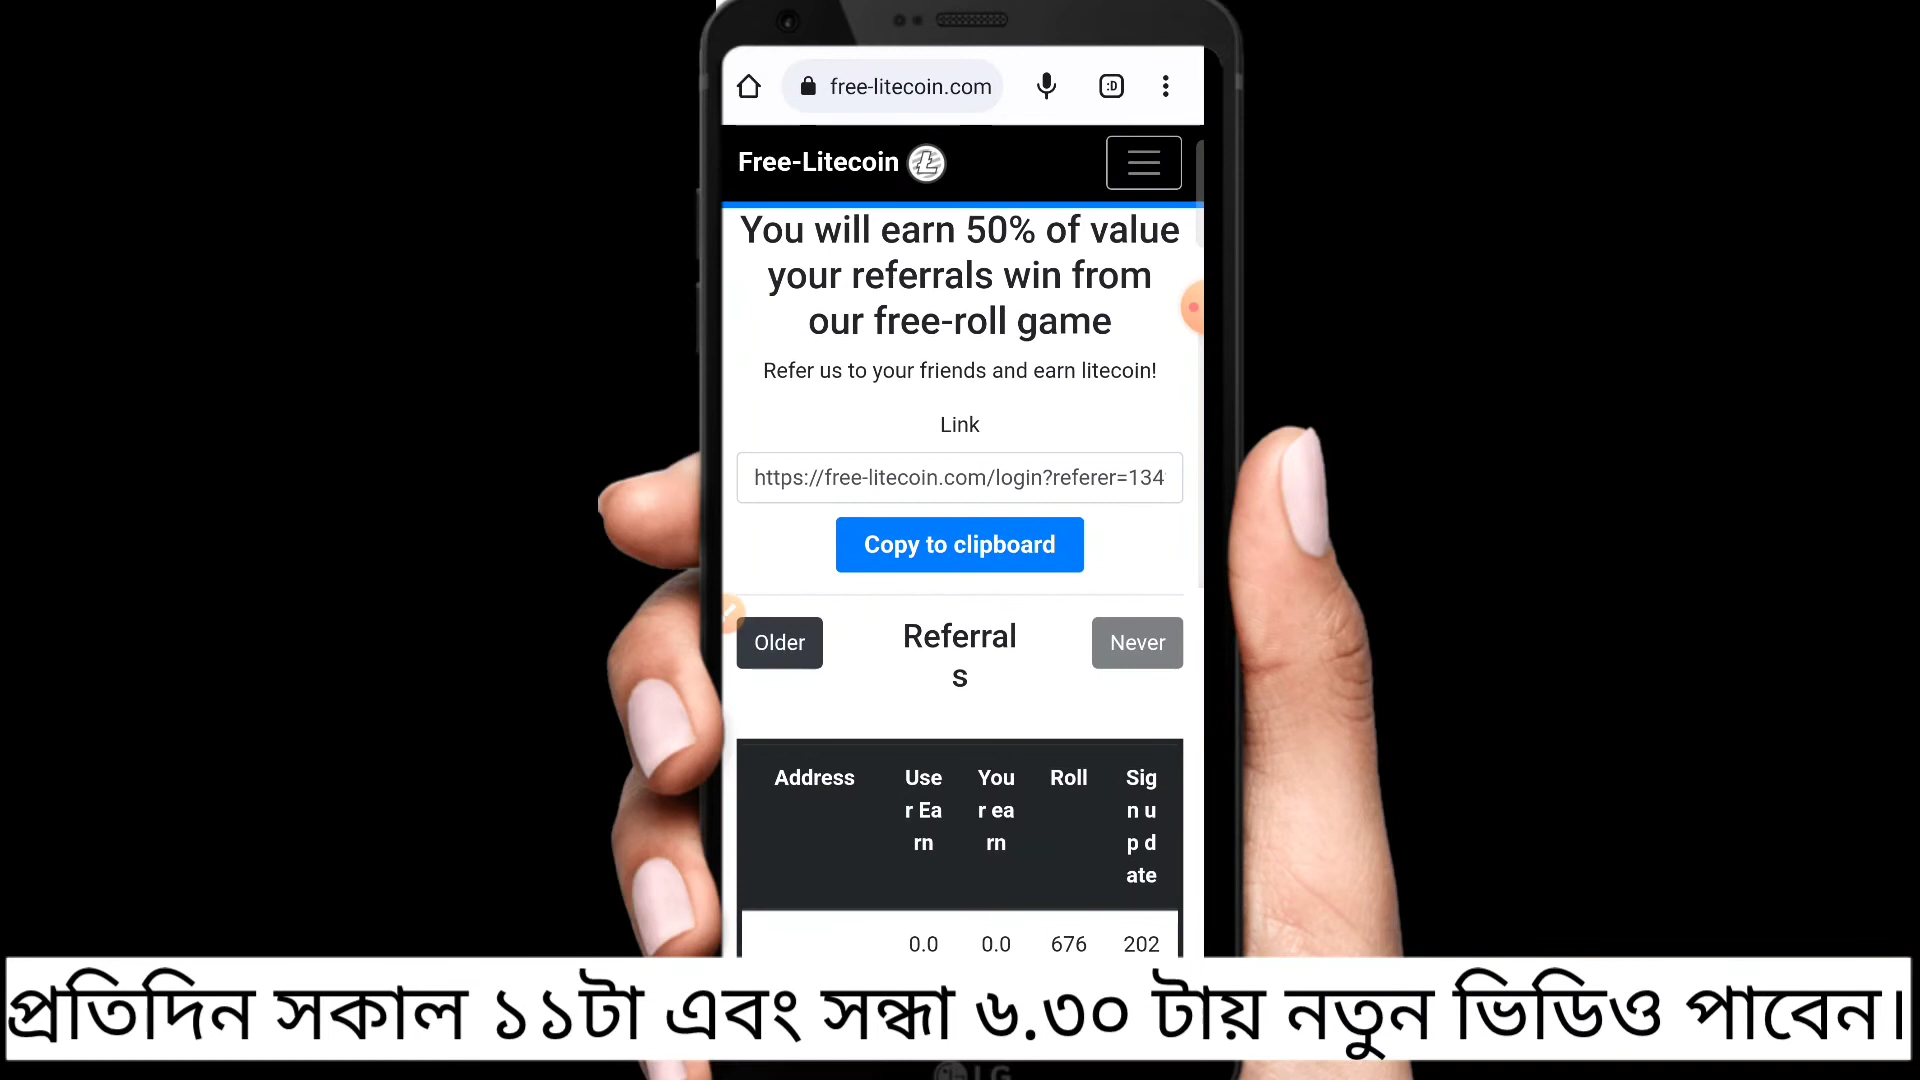 free-litecoin.com
:D
Free-Litecoin
You will earn 50% of value
your referrals win from
our free-roll game
Refer us to your friends and earn litecoin!
Link
https://free-litecoin.com/login?referer=134
Copy to clipboard
Older
Referral
s
Never
Address Use You Roll Sig
r Ea r ea n u
rn rn p d
ate
0.0 0.0 676 202
প্রতিদিন সকাল ১১টা এবং সন্ধা ৬.৩০ টায় নতুন ভিডিও পাবেন।
LG